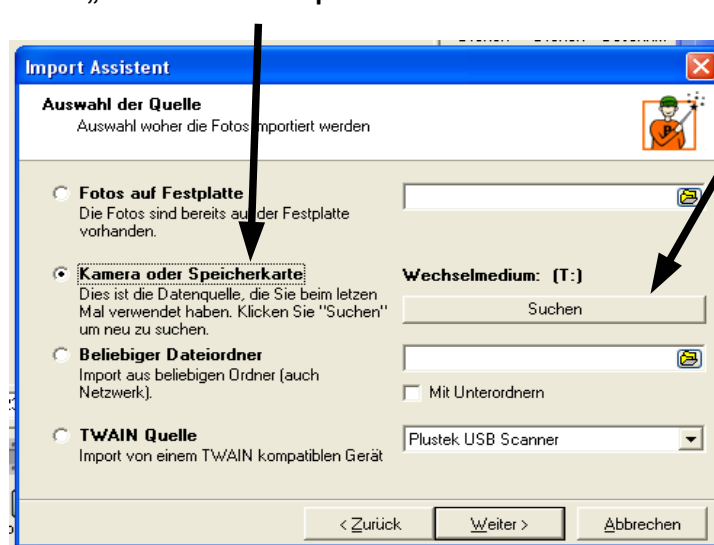 Import Assistent
Auswahl der Quelle
Auswahl woher die Fotos importiert werden
Fotos auf Festplatte
Die Fotos sind bereits auf der Festplatte
vorhanden.
Kamera oder Speicherkarte
Dies ist die Datenquelle, die Sie beim letzen
Mal verwendet haben. Klicken Sie "Suchen"
um neu zu suchen.
Wechselmedium: (T:)
Suchen
Beliebiger Dateiordner
Import aus beliebigen Ordner (auch
Netzwerk).
Mit Unterordnern
TWAIN Quelle
Import von einem TWAIN kompatiblen Gerät
Plustek USB Scanner
< Zurück
Weiter >
Abbrechen